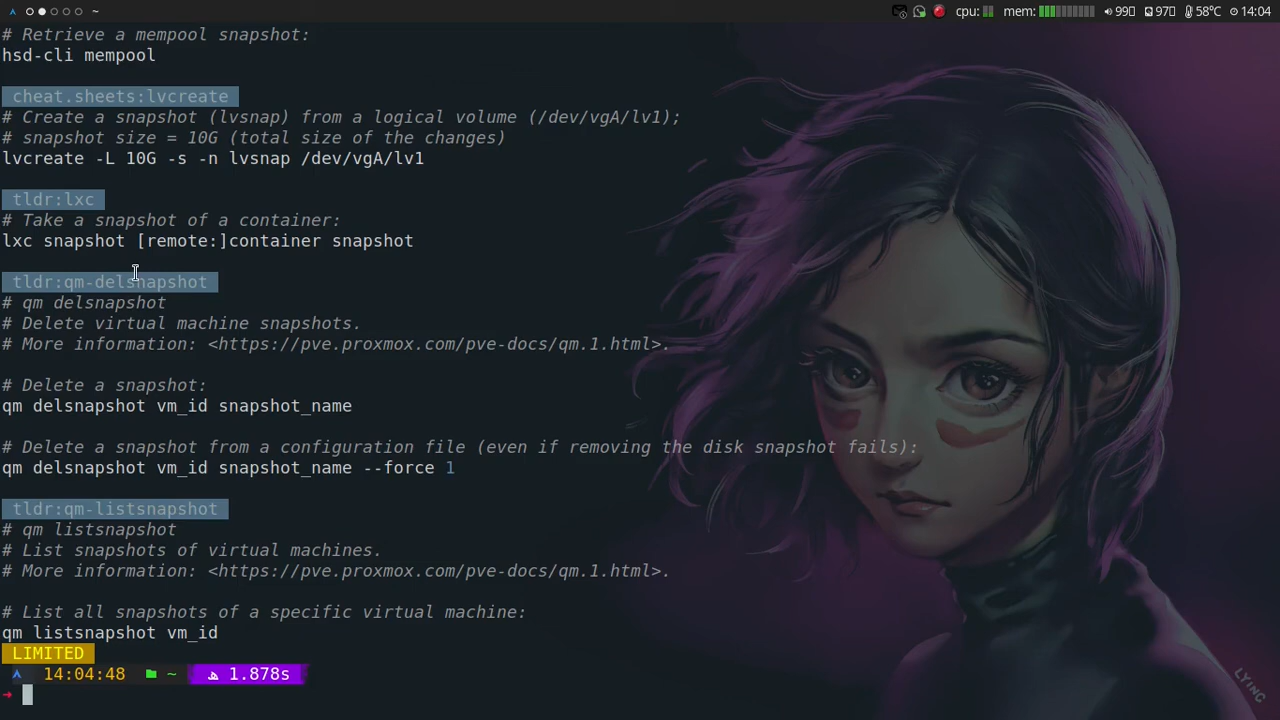 ~ cpu: mem: 99 97 58°C 14:04
# Retrieve a mempool snapshot:
hsd-cli mempool
cheat.sheets:lvcreate
# Create a snapshot (lvsnap) from a logical volume (/dev/vgA/lv1);
# snapshot size = 10G (total size of the changes)
lvcreate -L 10G -s -n lvsnap /dev/vgA/lv1
tldr:lxc
# Take a snapshot of a container:
lxc snapshot [remote:]container snapshot
tldr:qm-delsnapshot
# qm delsnapshot
# Delete virtual machine snapshots.
# More information: <https://pve.proxmox.com/pve-docs/qm.1.html>.
# Delete a snapshot:
qm delsnapshot vm_id snapshot_name
# Delete a snapshot from a configuration file (even if removing the disk snapshot fails):
qm delsnapshot vm_id snapshot_name --force 1
tldr:qm-listsnapshot
# qm listsnapshot
# List snapshots of virtual machines.
# More information: <https://pve.proxmox.com/pve-docs/qm.1.html>.
# List all snapshots of a specific virtual machine:
qm listsnapshot vm_id
LIMITED
14:04:48 ~ 1.878s
➜
LYINC